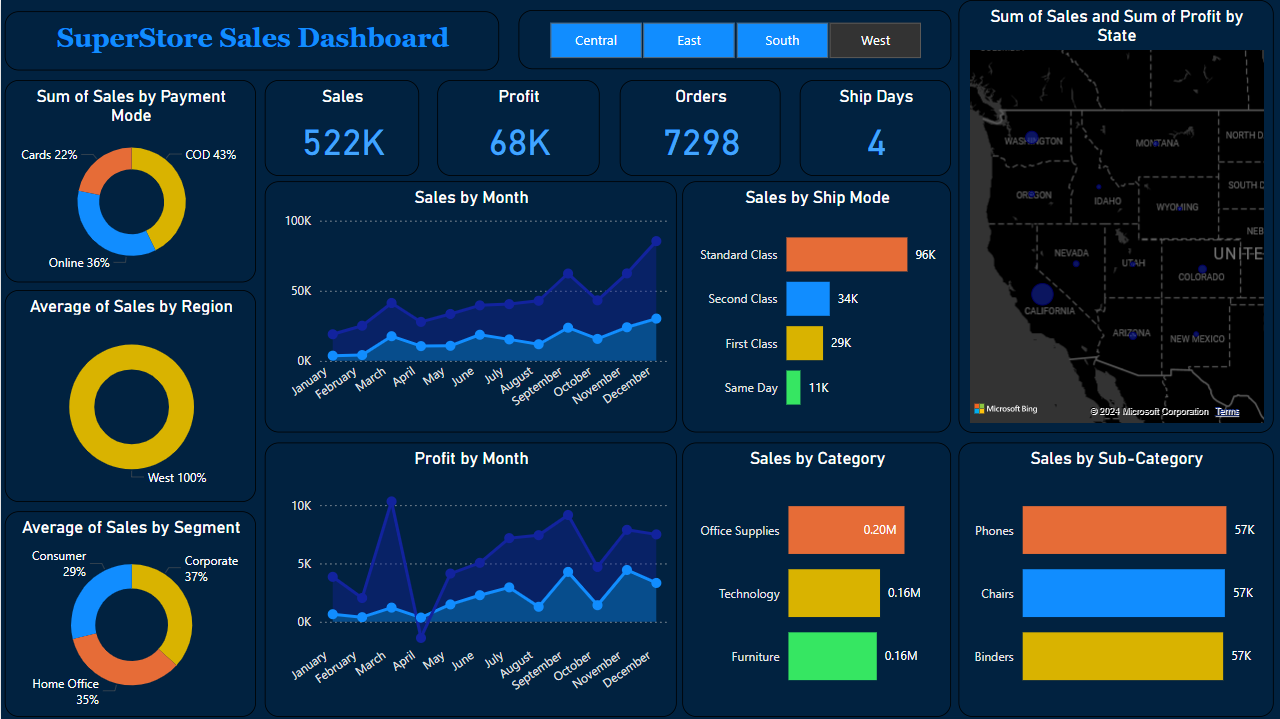 SuperStore Sales Dashboard
Central
East
South
West
Sum of Sales and Sum of Profit by
State
Sum of Sales by Payment
Mode
Cards 22%
COD 43%
Online 36%
Sales
522K
Profit
68K
Orders
7298
Ship Days
4
WASHINGTON
MONTANA
NORTH D
OREGON
IDAHO
SOUTH D
WYOMING
NEB
NEVADA
UTAH
UNITE
COLORADO
CALIFORNIA
ARIZONA
NEW MEXICO
Microsoft Bing
© 2024 Microsoft Corporation
Terms
Sales by Month
100K
50K
0K
January
February
March
April
May
June
July
August
September
October
November
December
Sales by Ship Mode
Standard Class
96K
Second Class
34K
First Class
29K
Same Day
11K
Average of Sales by Region
West 100%
Average of Sales by Segment
Consumer
29%
Corporate
37%
Home Office
35%
Profit by Month
10K
5K
0K
January
February
March
April
May
June
July
August
September
October
November
December
Sales by Category
Office Supplies
0.20M
Technology
0.16M
Furniture
0.16M
Sales by Sub-Category
Phones
57K
Chairs
57K
Binders
57K